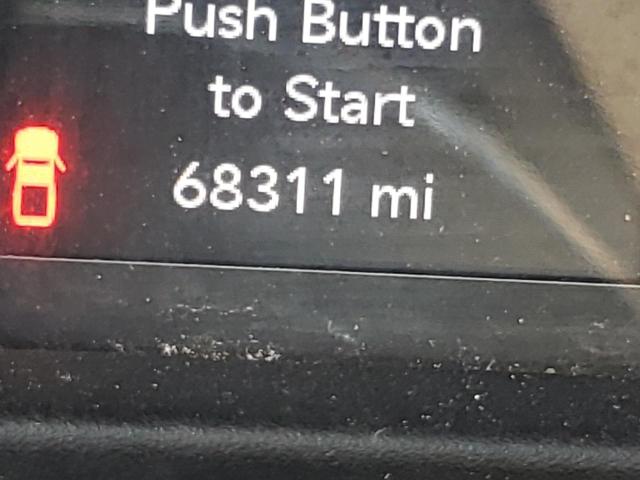 Push Button
to Start
68311 mi